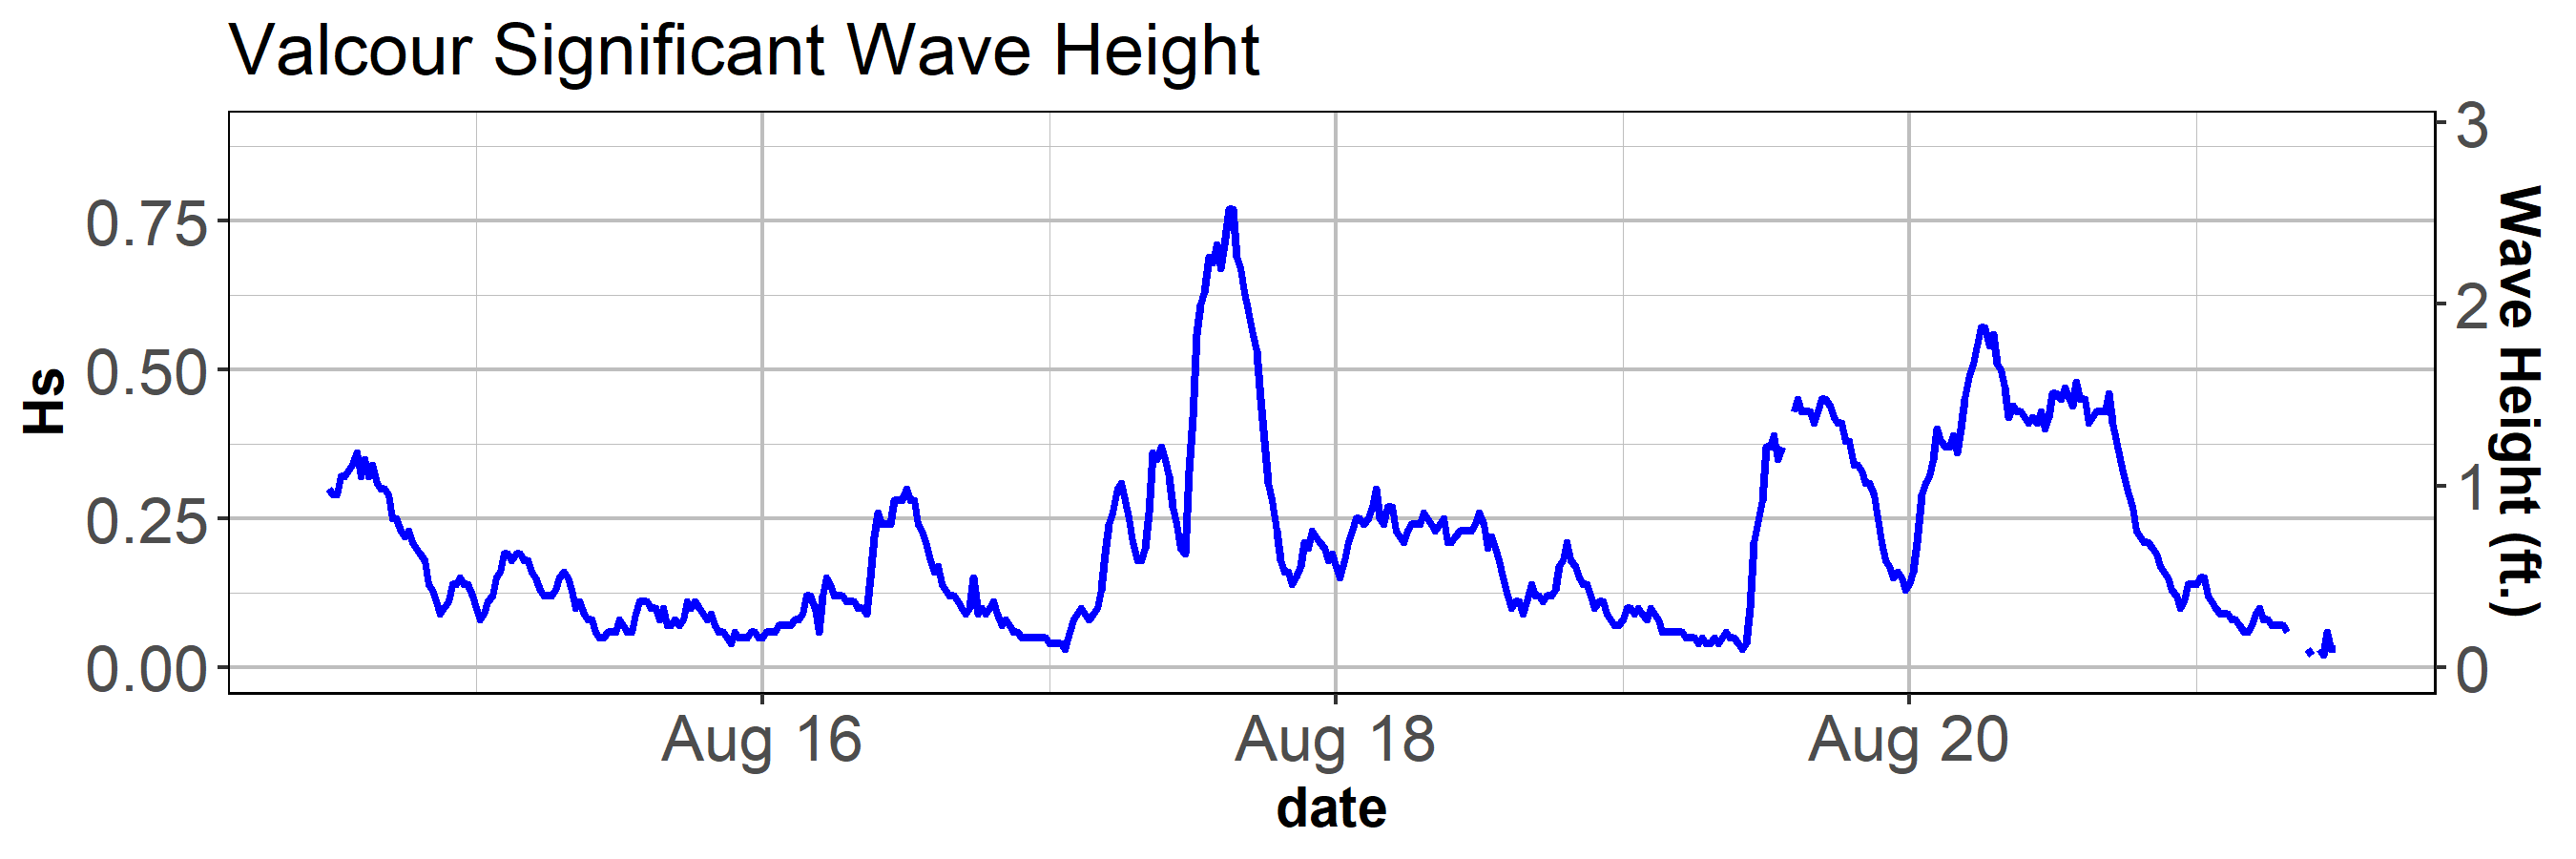 Valcour Significant Wave Height
Hs
0.75
0.50
0.25
0.00
3
2
1
0
Wave Height (ft.)
Aug 16
Aug 18
Aug 20
date